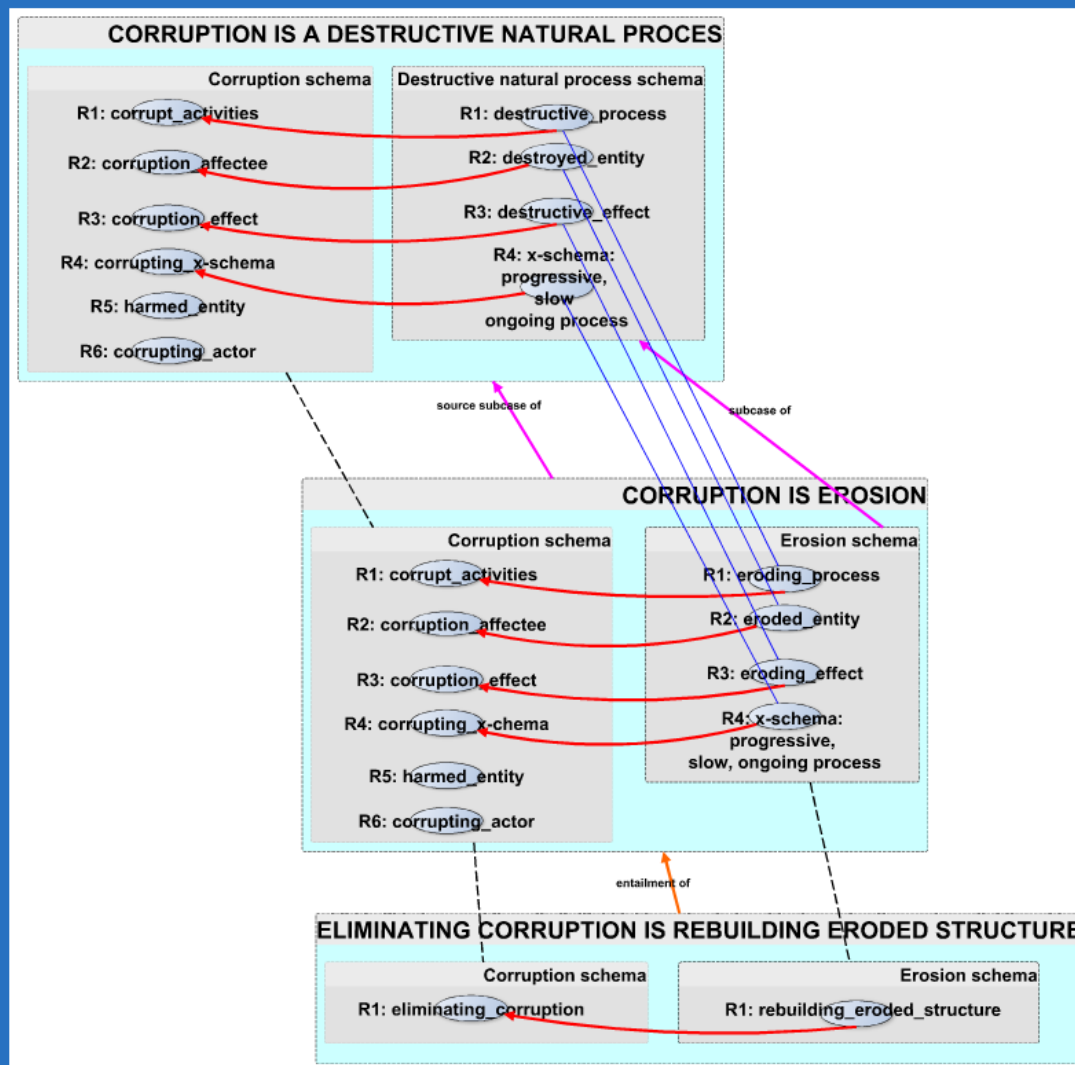 CORRUPTION IS A DESTRUCTIVE NATURAL PROCES
Corruption schema
R1: corrupt_activities
R2: corruption_affectee
R3: corruption_effect
R4: corrupting_x-schema
R5: harmed_entity
R6: corrupting_actor
Destructive natural process schema
R1: destructive_process
R2: destroyed_entity
R3: destructive_effect
R4: x-schema:
progressive,
slow
ongoing process
source subcase of
subcase of
CORRUPTION IS EROSION
Corruption schema
R1: corrupt_activities
R2: corruption_affectee
R3: corruption_effect
R4: corrupting_x-chema
R5: harmed_entity
R6: corrupting_actor
Erosion schema
R1: eroding_process
R2: eroded_entity
R3: eroding_effect
R4: x-schema:
progressive,
slow, ongoing process
entailment of
ELIMINATING CORRUPTION IS REBUILDING ERODED STRUCTURE
Corruption schema
R1: eliminating_corruption
Erosion schema
R1: rebuilding_eroded_structure